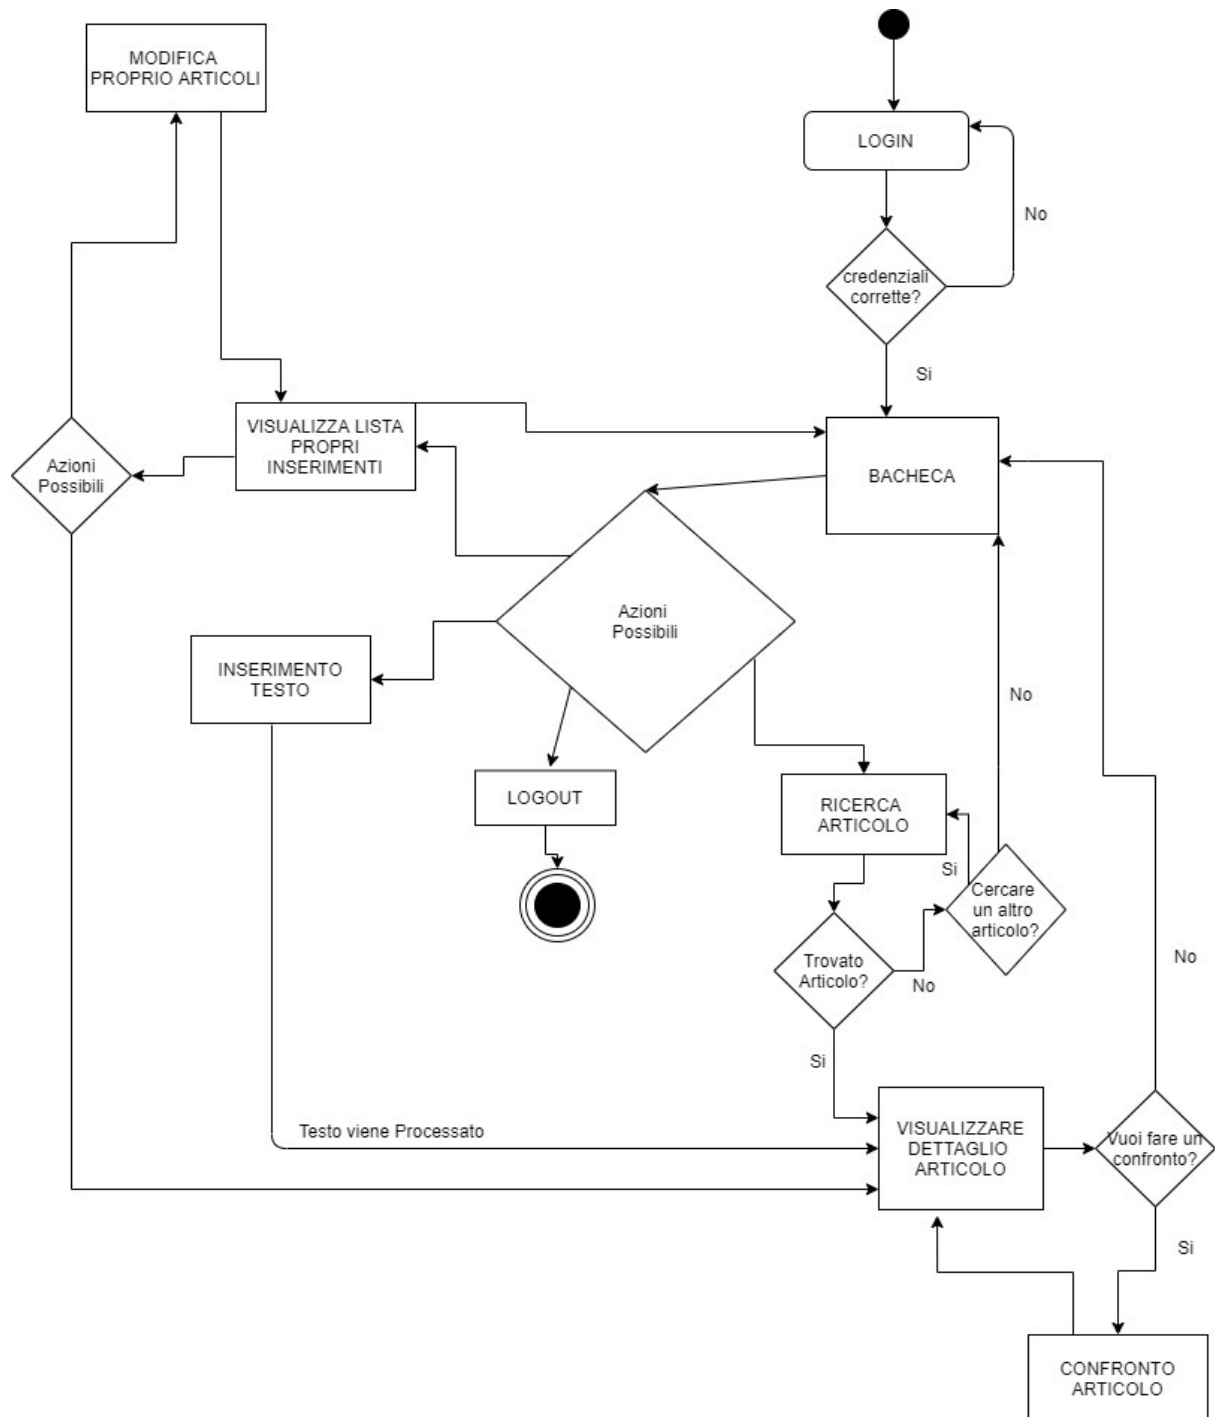 MODIFICA
PROPRIO ARTICOLI
LOGIN
No
credenziali
corrette?
Si
VISUALIZZA LISTA
PROPRI
INSERIMENTI
Azioni
Possibili
BACHECA
Azioni
Possibili
INSERIMENTO
TESTO
No
LOGOUT
RICERCA
ARTICOLO
Si
Cercare
un altro
articolo?
Trovato
Articolo?
No
No
Si
Testo viene Processato
VISUALIZZARE
DETTAGLIO
ARTICOLO
Vuoi fare un
confronto?
Si
CONFRONTO
ARTICOLO